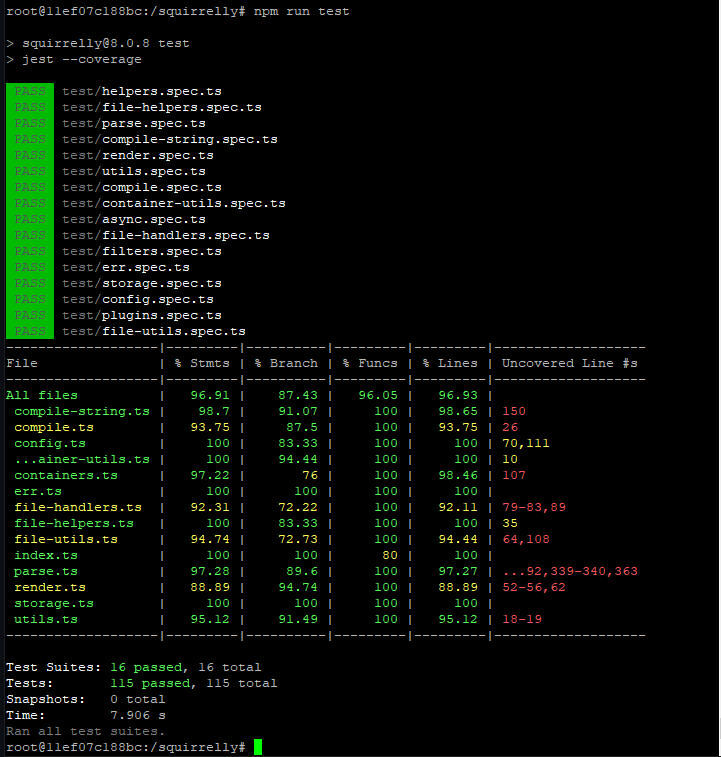 root@11ef07c188bc:/squirrelly# npm run test
> squirrelly@8.0.8 test
> jest --coverage
PASS test/helpers.spec.ts
PASS test/file-helpers.spec.ts
PASS test/parse.spec.ts
PASS test/compile-string.spec.ts
PASS test/render.spec.ts
PASS test/utils.spec.ts
PASS test/compile.spec.ts
PASS test/container-utils.spec.ts
PASS test/async.spec.ts
PASS test/file-handlers.spec.ts
PASS test/filters.spec.ts
PASS test/err.spec.ts
PASS test/storage.spec.ts
PASS test/config.spec.ts
PASS test/plugins.spec.ts
PASS test/file-utils.spec.ts
-------------------|---------|----------|---------|---------|-------------------
File               | % Stmts | % Branch | % Funcs | % Lines | Uncovered Line #s
-------------------|---------|----------|---------|---------|-------------------
All files          |   96.91 |    87.43 |   96.05 |   96.93 |
 compile-string.ts |    98.7 |    91.07 |     100 |   98.65 | 150
 compile.ts        |   93.75 |     87.5 |     100 |   93.75 | 26
 config.ts         |     100 |    83.33 |     100 |     100 | 70,111
 ...ainer-utils.ts |     100 |    94.44 |     100 |     100 | 10
 containers.ts     |   97.22 |       76 |     100 |   98.46 | 107
 err.ts            |     100 |      100 |     100 |     100 |
 file-handlers.ts  |   92.31 |    72.22 |     100 |   92.11 | 79-83,89
 file-helpers.ts   |     100 |    83.33 |     100 |     100 | 35
 file-utils.ts     |   94.74 |    72.73 |     100 |   94.44 | 64,108
 index.ts          |     100 |      100 |      80 |     100 |
 parse.ts          |   97.28 |     89.6 |     100 |   97.27 | ...92,339-340,363
 render.ts         |   88.89 |    94.74 |     100 |   88.89 | 52-56,62
 storage.ts        |     100 |      100 |     100 |     100 |
 utils.ts          |   95.12 |    91.49 |     100 |   95.12 | 18-19
-------------------|---------|----------|---------|---------|-------------------
Test Suites: 16 passed, 16 total
Tests:       115 passed, 115 total
Snapshots:   0 total
Time:        7.906 s
Ran all test suites.
root@11ef07c188bc:/squirrelly#